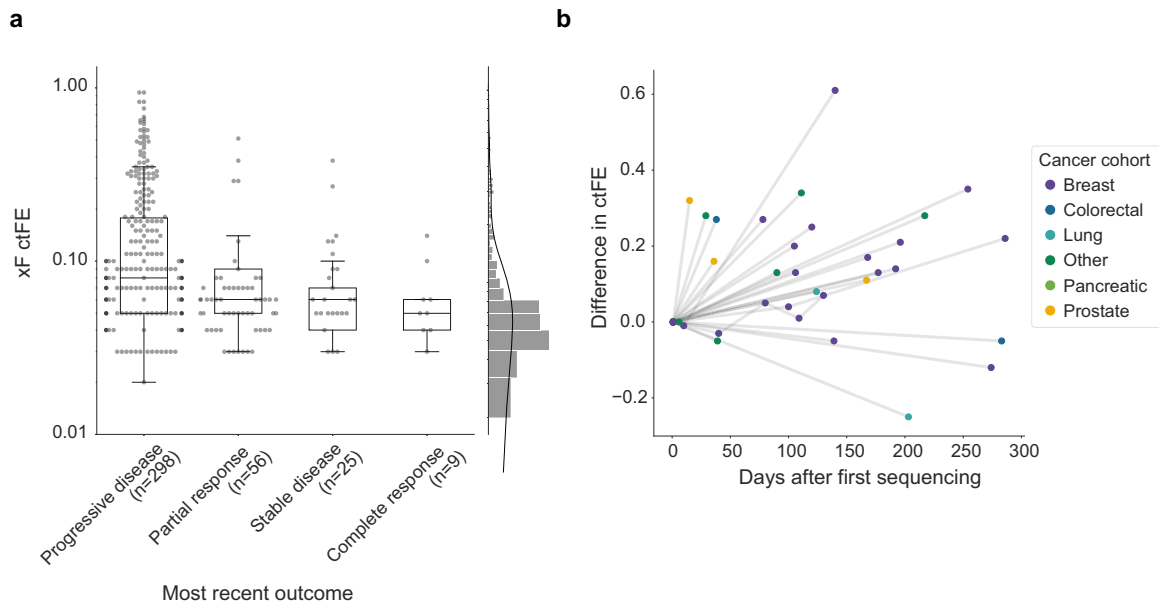 a
xF ctFE
1.00
0.10
0.01
Progressive disease
(n=298)
Partial response
(n=56)
Stable disease
(n=25)
Complete response
(n=9)
Most recent outcome
b
Difference in ctFE
0.6
0.4
0.2
0.0
−0.2
0 50 100 150 200 250 300
Days after first sequencing
Cancer cohort
Breast
Colorectal
Lung
Other
Pancreatic
Prostate